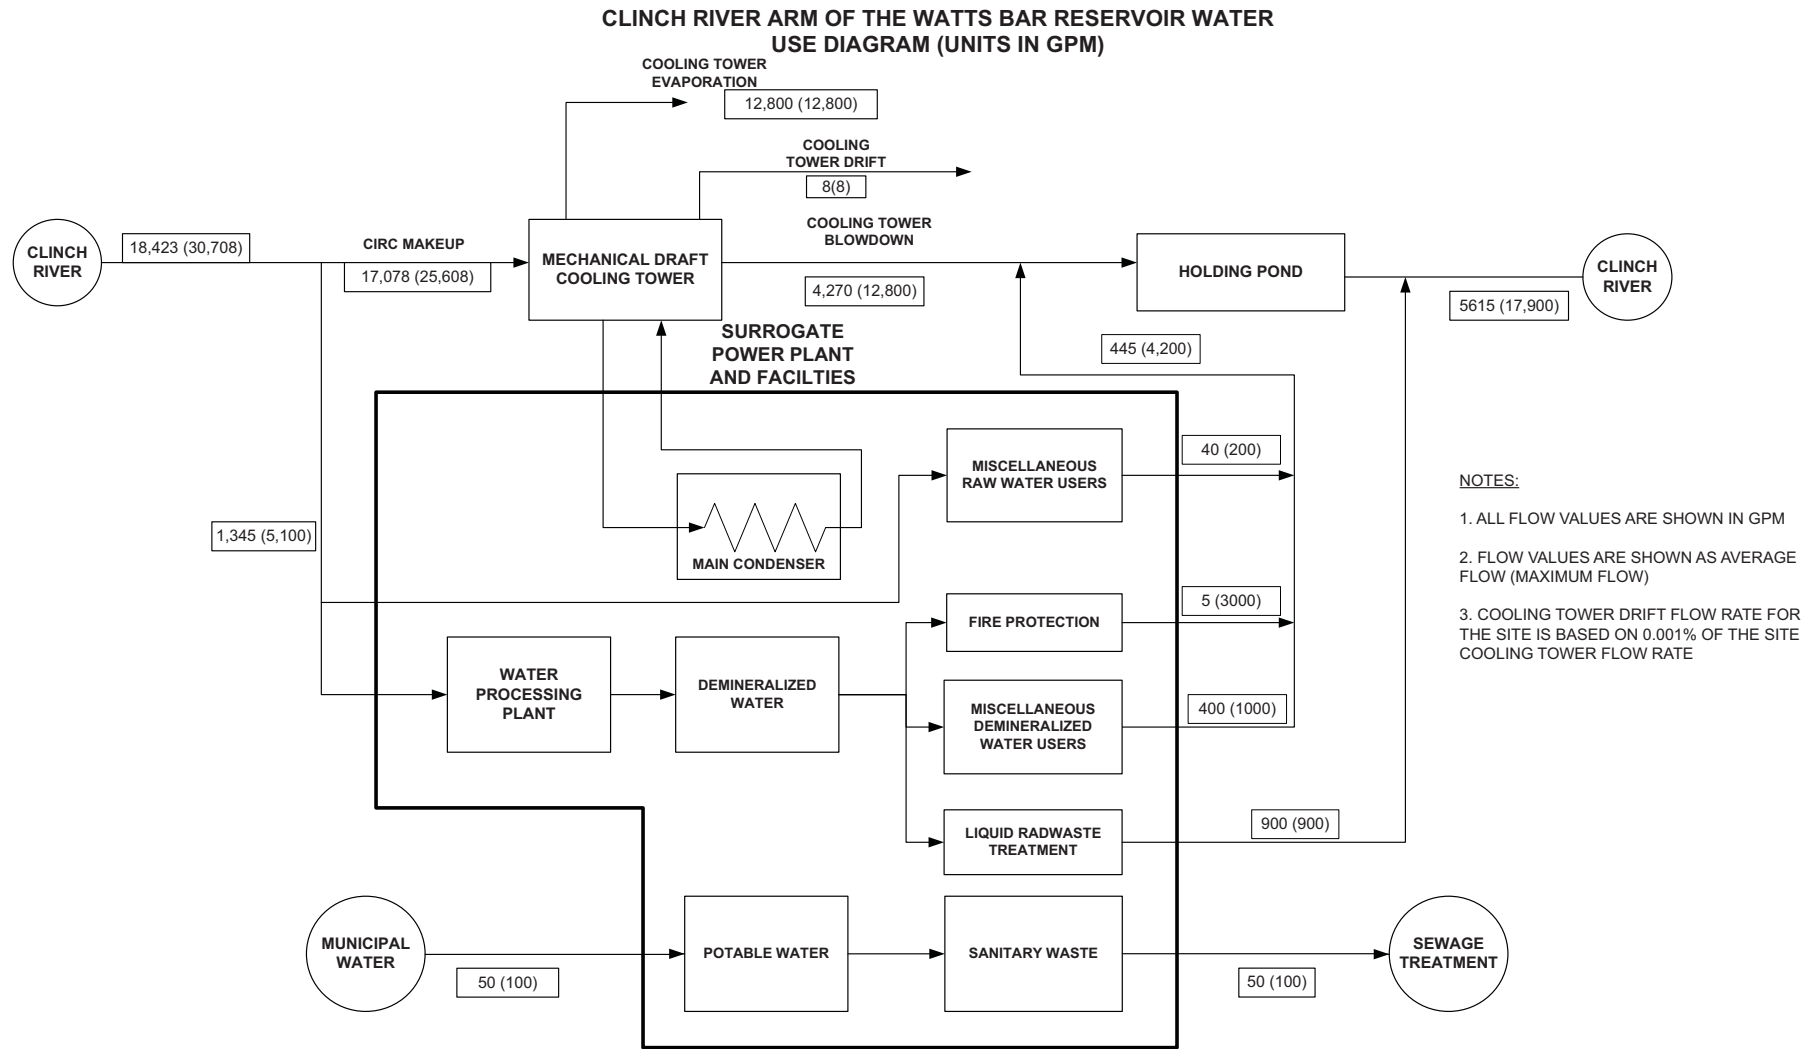 CLINCH RIVER ARM OF THE WATTS BAR RESERVOIR WATER
USE DIAGRAM (UNITS IN GPM)
COOLING TOWER
EVAPORATION
12,800 (12,800)
COOLING
TOWER DRIFT
8(8)
CLINCH
RIVER
18,423 (30,708)
CIRC MAKEUP
17,078 (25,608)
MECHANICAL DRAFT
COOLING TOWER
COOLING TOWER
BLOWDOWN
4,270 (12,800)
HOLDING POND
CLINCH
RIVER
5615 (17,900)
445 (4,200)
SURROGATE
POWER PLANT
AND FACILTIES
1,345 (5,100)
MAIN CONDENSER
MISCELLANEOUS
RAW WATER USERS
40 (200)
FIRE PROTECTION
5 (3000)
WATER
PROCESSING
PLANT
DEMINERALIZED
WATER
MISCELLANEOUS
DEMINERALIZED
WATER USERS
400 (1000)
LIQUID RADWASTE
TREATMENT
900 (900)
MUNICIPAL
WATER
50 (100)
POTABLE WATER
SANITARY WASTE
50 (100)
SEWAGE
TREATMENT
NOTES:
1. ALL FLOW VALUES ARE SHOWN IN GPM
2. FLOW VALUES ARE SHOWN AS AVERAGE
FLOW (MAXIMUM FLOW)
3. COOLING TOWER DRIFT FLOW RATE FOR
THE SITE IS BASED ON 0.001% OF THE SITE
COOLING TOWER FLOW RATE